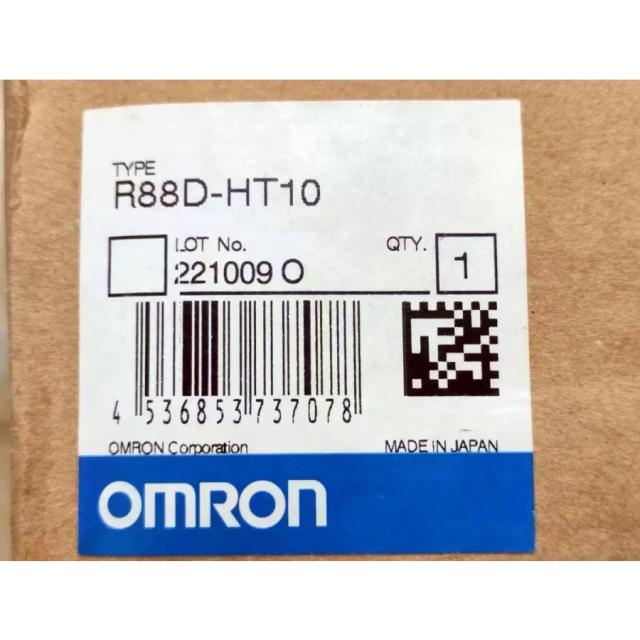 TYPE
R88D-HT10
LOT No. QTY.
221009 O 1
4 536853 737078
OMRON Corporation MADE IN JAPAN
OMRON